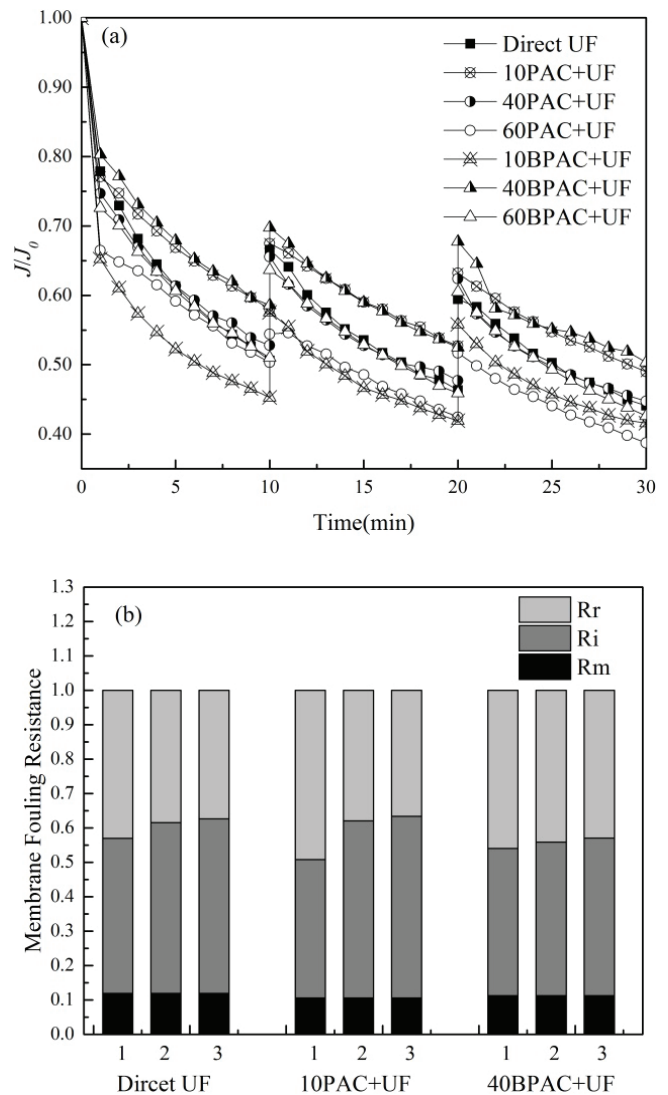 (a)
Direct UF
10PAC+UF
40PAC+UF
60PAC+UF
10BPAC+UF
40BPAC+UF
60BPAC+UF
1.00
0.90
0.80
0.70
0.60
0.50
0.40
J/J0
0 5 10 15 20 25 30
Time(min)
(b)
Rr
Ri
Rm
1.3
1.2
1.1
1.0
0.9
0.8
0.7
0.6
0.5
0.4
0.3
0.2
0.1
0.0
Membrane Fouling Resistance
1 2 3 1 2 3 1 2 3
Dircet UF 10PAC+UF 40BPAC+UF